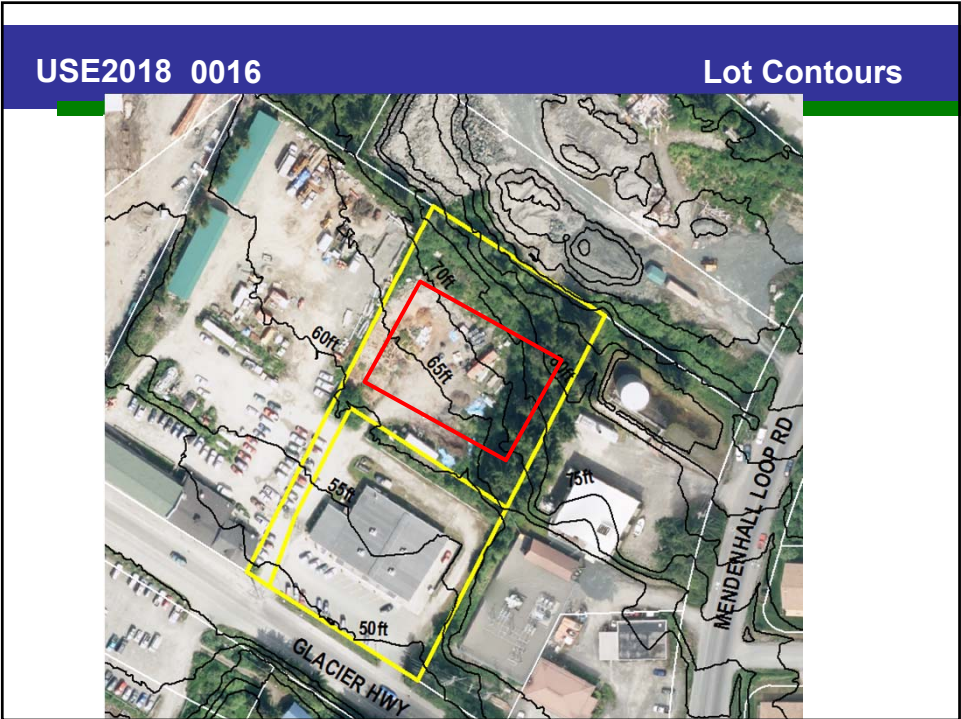 USE2018 0016
Lot Contours
70ft
60ft
65ft
55ft
75ft
50ft
GLACIER HWY
MENDENHALL LOOP RD